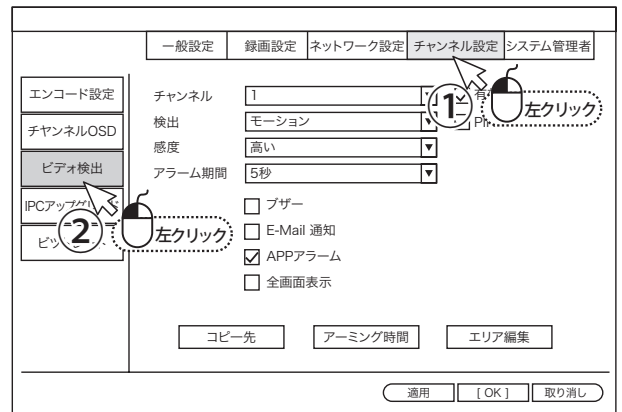 一般設定 録画設定 ネットワーク設定 チャンネル設定 システム管理者
エンコード設定
チヤンネルOSD
ビデオ検出
チャンネル 1
検出 モーション
感度 高い
アラーム期間 5秒
① 左クリック
② 左クリック
ブザー
E-Mail 通知
APPアラーム
全画面表示
コピー先 アーミング時間 エリア編集
適用 [ OK ] 取り消し